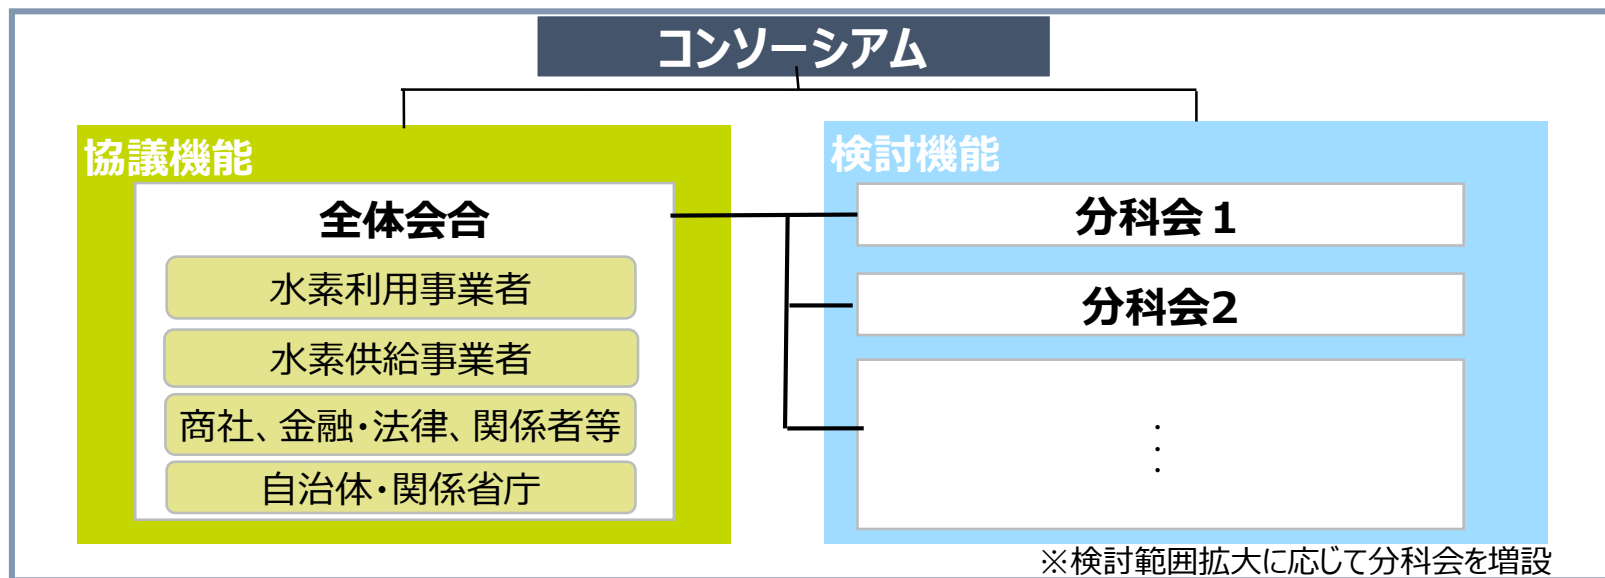 コンソーシアム
協議機能
全体会合
水素利用事業者
水素供給事業者
商社、金融・法律、関係者等
自治体・関係省庁
検討機能
分科会1
分科会2
⋮
※検討範囲拡大に応じて分科会を増設